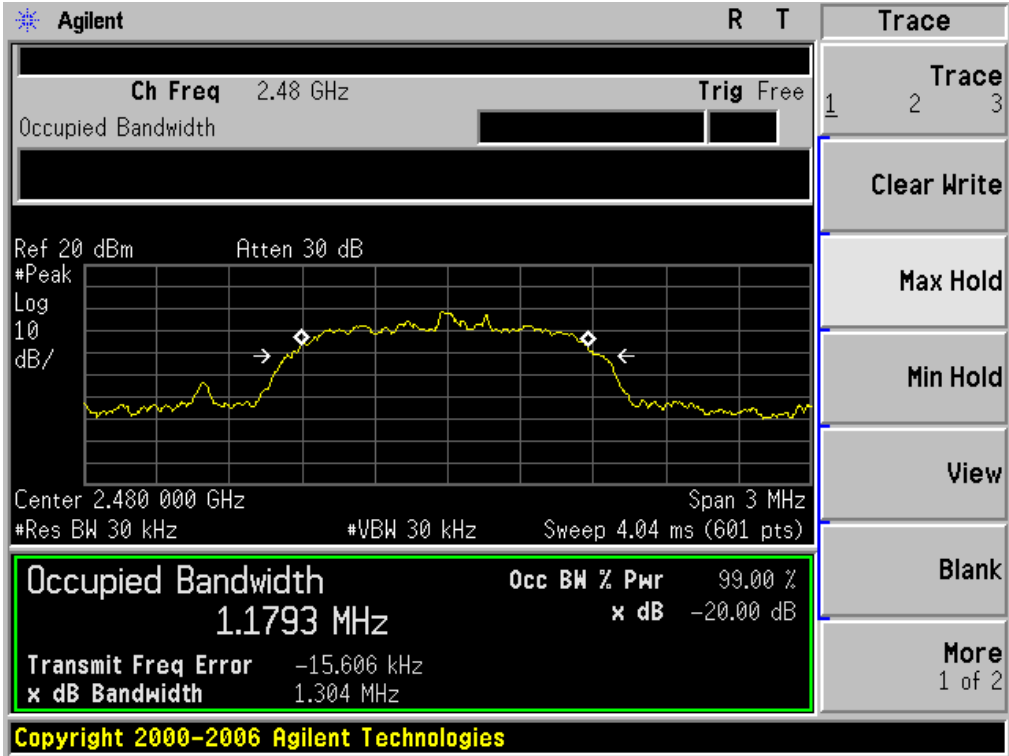 Agilent R T Trace
Ch Freq 2.48 GHz Trig Free
Occupied Bandwidth
Trace
1 2 3
Clear Write
Max Hold
Min Hold
View
Blank
More
1 of 2
Ref 20 dBm Atten 30 dB
#Peak
Log
10
dB/
Center 2.480 000 GHz Span 3 MHz
#Res BW 30 kHz #VBW 30 kHz Sweep 4.04 ms (601 pts)
Occupied Bandwidth Occ BW % Pwr 99.00 %
1.1793 MHz x dB -20.00 dB
Transmit Freq Error -15.606 kHz
x dB Bandwidth 1.304 MHz
Copyright 2000-2006 Agilent Technologies